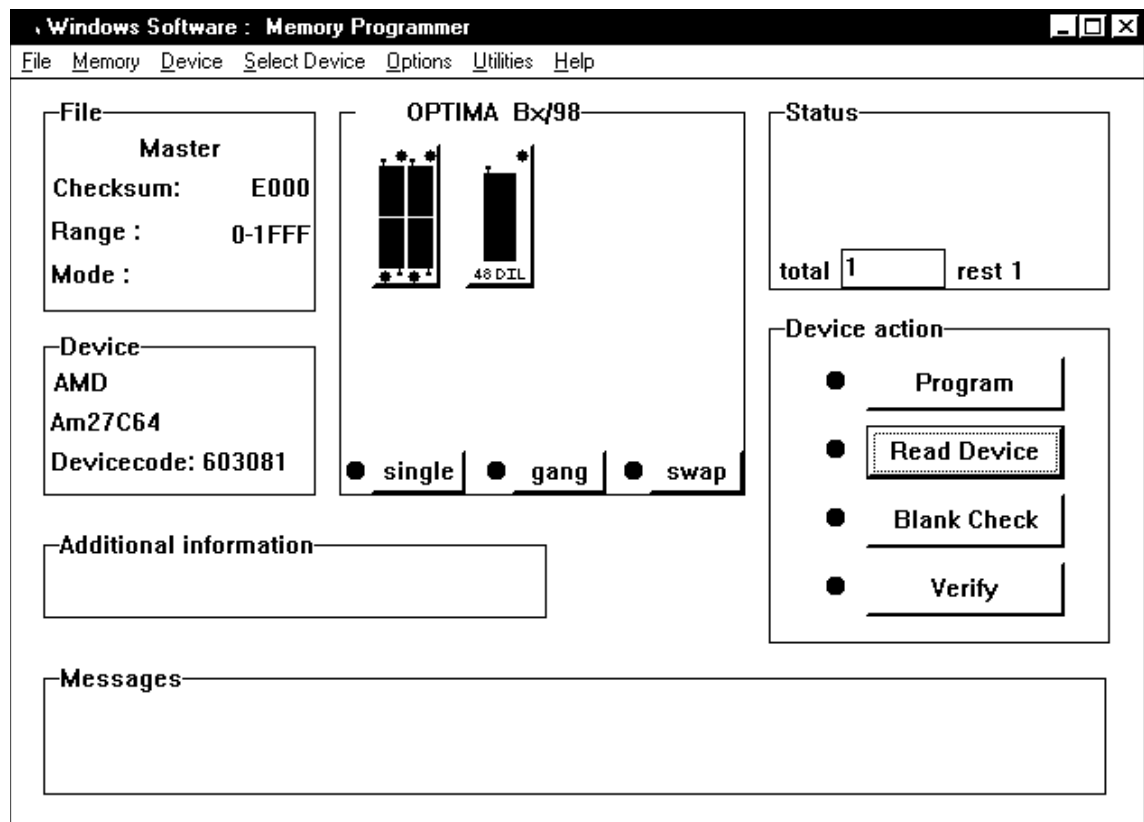 Windows Software : Memory Programmer
File Memory Device Select Device Options Utilities Help
File
Master
Checksum: E000
Range : 0-1FFF
Mode :
OPTIMA Bx/98
48 DIL
single gang swap
Status
total 1 rest 1
Device
AMD
Am27C64
Devicecode: 603081
Device action
Program
Read Device
Blank Check
Verify
Additional information
Messages